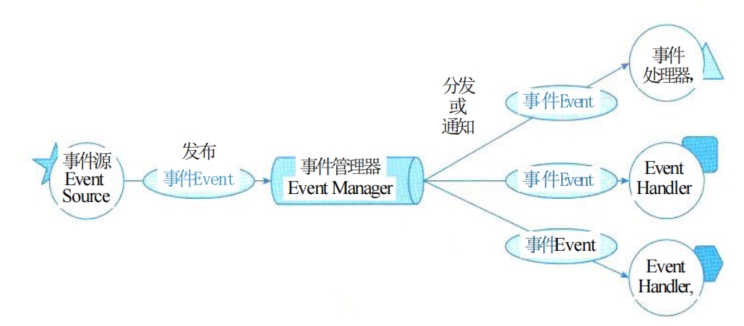 事件源
Event
Source
发布
事件Event
事件管理器
Event Manager
分发
或
通知
事件Event
事件
处理器,
事件Event
Event
Handler
事件Event
Event
Handler,